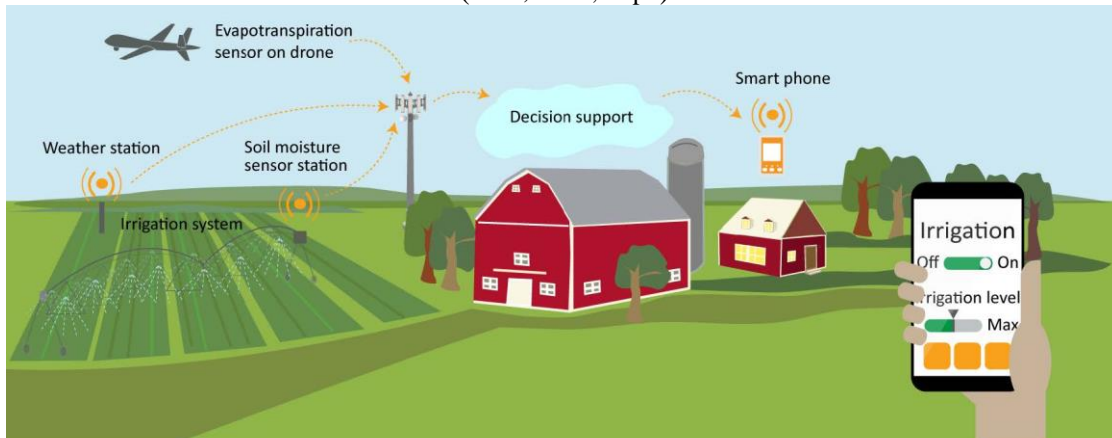 Evapotranspiration
sensor on drone
Smart phone
Decision support
Weather station
Soil moisture
sensor station
Irrigation system
Irrigation
Off On
rrigation level
Max